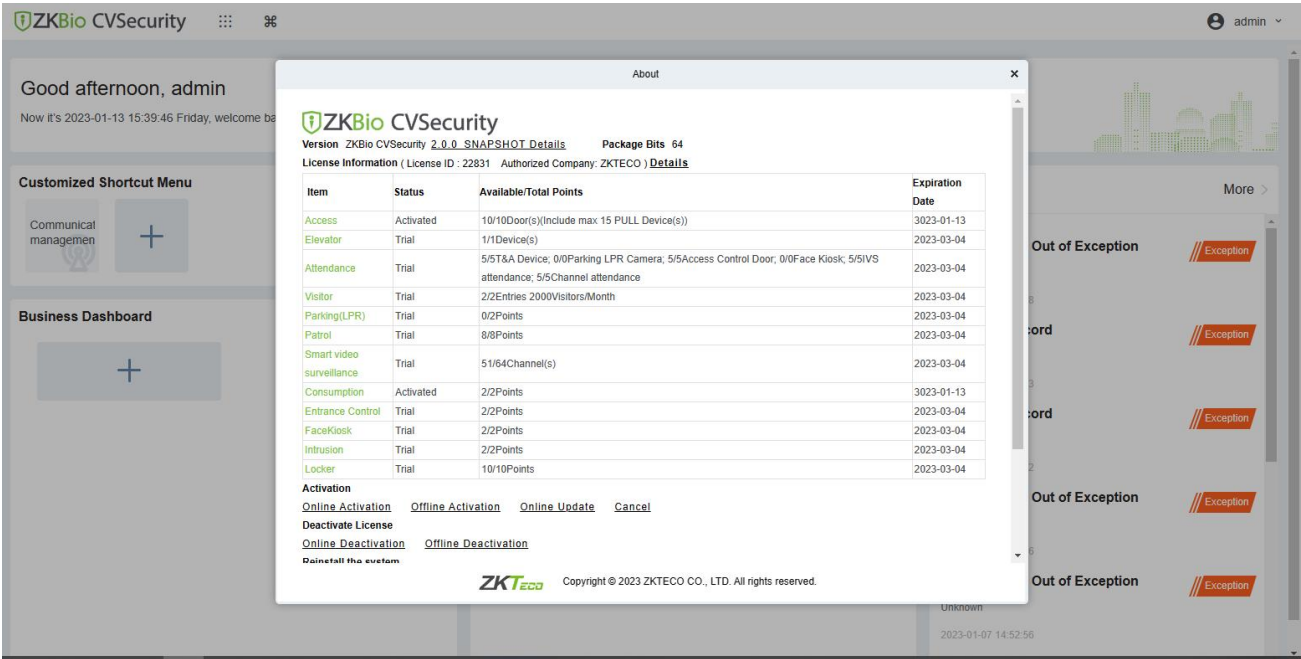 ZKBio CVSecurity
admin
Good afternoon, admin
Now it's 2023-01-13 15:39:46 Friday, welcome ba
Customized Shortcut Menu
Communicat
managemen
Business Dashboard
About
ZKBio CVSecurity
Version ZKBio CVSecurity 2.0.0_SNAPSHOT Details Package Bits 64
License Information ( License ID : 22831 Authorized Company: ZKTECO ) Details
Item Status Available/Total Points Expiration Date
Access Activated 10/10Door(s)(Include max 15 PULL Device(s)) 3023-01-13
Elevator Trial 1/1Device(s) 2023-03-04
Attendance Trial 5/5T&A Device; 0/0Parking LPR Camera; 5/5Access Control Door; 0/0Face Kiosk; 5/5IVS attendance; 5/5Channel attendance 2023-03-04
Visitor Trial 2/2Entries 2000Visitors/Month 2023-03-04
Parking(LPR) Trial 0/2Points 2023-03-04
Patrol Trial 8/8Points 2023-03-04
Smart video surveillance Trial 51/64Channel(s) 2023-03-04
Consumption Activated 2/2Points 3023-01-13
Entrance Control Trial 2/2Points 2023-03-04
FaceKiosk Trial 2/2Points 2023-03-04
Intrusion Trial 2/2Points 2023-03-04
Locker Trial 10/10Points 2023-03-04
Activation
Online Activation Offline Activation Online Update Cancel
Deactivate License
Online Deactivation Offline Deactivation
Reinstall the system
ZKTeco Copyright © 2023 ZKTECO CO., LTD. All rights reserved.
More
Out of Exception
Exception
8
cord
Exception
3
cord
Exception
2
Out of Exception
Exception
6
Out of Exception
Exception
Unknown
2023-01-07 14:52:56